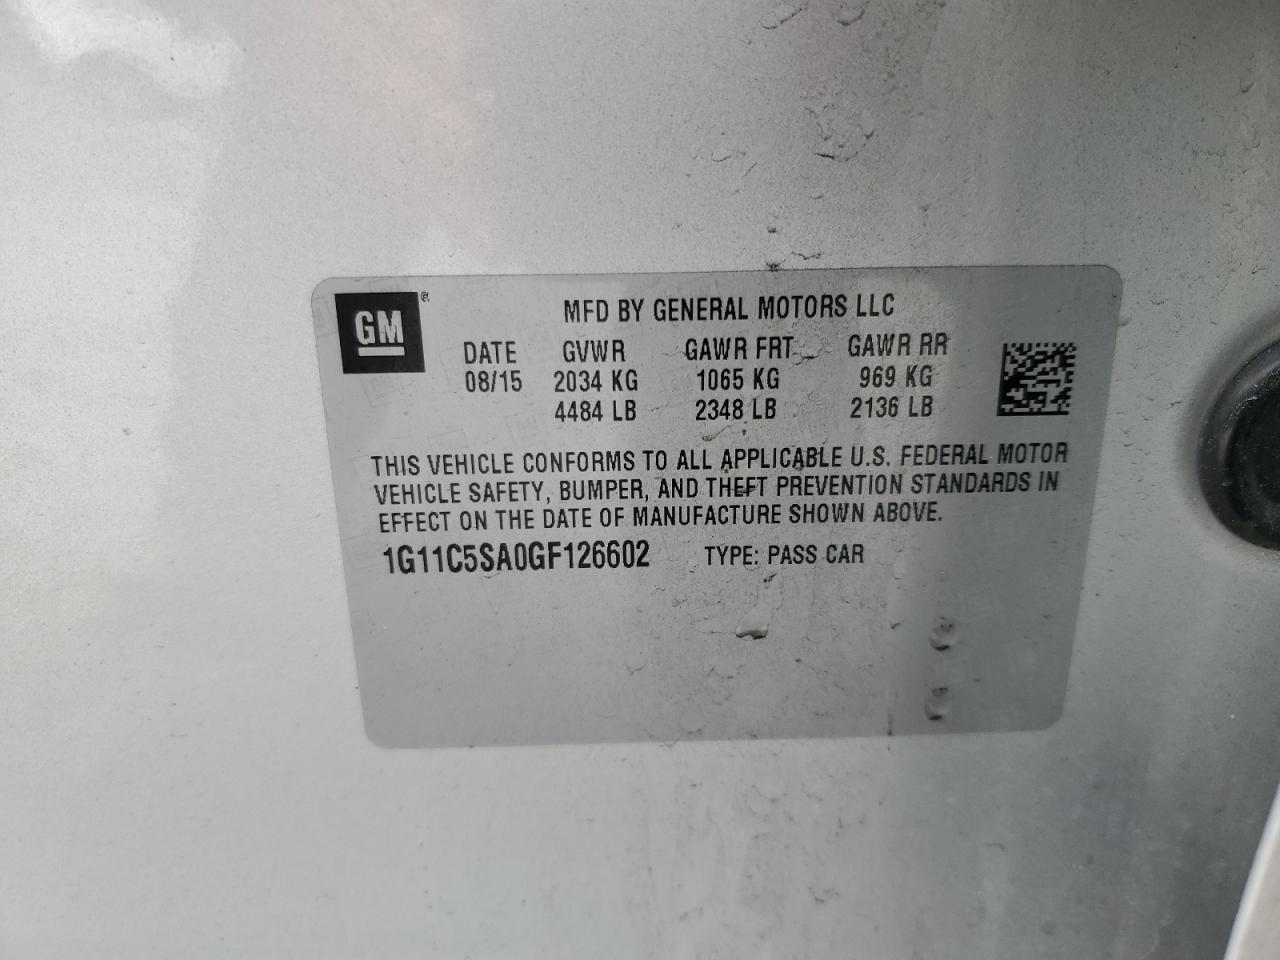 GM ®
MFD BY GENERAL MOTORS LLC
DATE GVWR GAWR FRT GAWR RR
08/15 2034 KG 1065 KG 969 KG
4484 LB 2348 LB 2136 LB
THIS VEHICLE CONFORMS TO ALL APPLICABLE U.S. FEDERAL MOTOR
VEHICLE SAFETY, BUMPER, AND THEFT PREVENTION STANDARDS IN
EFFECT ON THE DATE OF MANUFACTURE SHOWN ABOVE.
1G11C5SA0GF126602 TYPE: PASS CAR